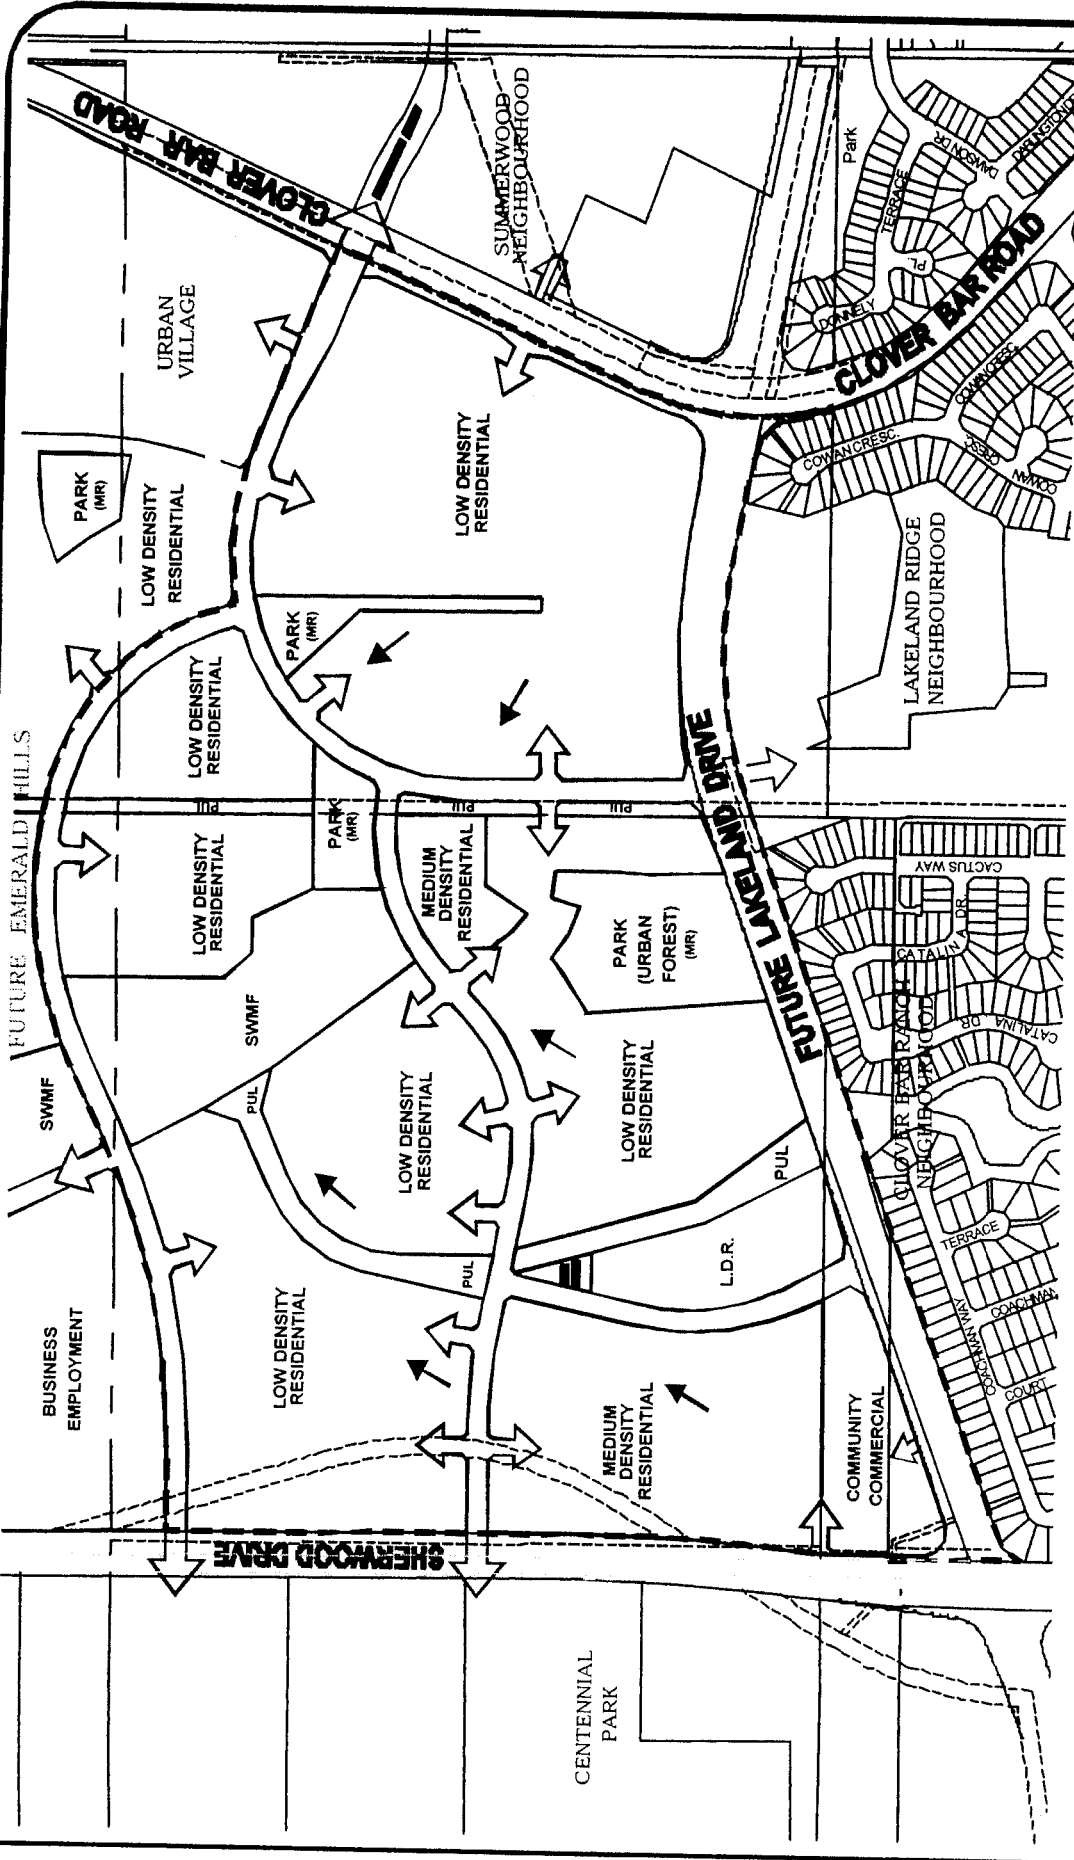 CLOVER BAR ROAD
SUMMERWOOD
NEIGHBOURHOOD
Park
TERRACE
DAWSON DR.
DONNELY
PL.
CLOVER BAR ROAD
COWAN CRESC.
COWAN CRESC.
COWAN
CRESC.
URBAN
VILLAGE
PARK
(MR)
LOW DENSITY
RESIDENTIAL
LOW DENSITY
RESIDENTIAL
LAKELAND RIDGE
NEIGHBOURHOOD
PARK
(MR)
LOW DENSITY
RESIDENTIAL
FUTURE EMERALD HILLS
PUL
PUL
PUL
PARK
(MR)
LOW DENSITY
RESIDENTIAL
MEDIUM
DENSITY
RESIDENTIAL
PARK
(URBAN
FOREST)
(MR)
FUTURE LAKELAND DRIVE
CACTUS WAY
CATALINA DR.
CATALINA DR.
CLOVER BAR RANCH
NEIGHBOURHOOD
SWMF
SWMF
PUL
LOW DENSITY
RESIDENTIAL
LOW DENSITY
RESIDENTIAL
PUL
PUL
L.D.R.
TERRACE
COACHMAN
COACHMAN WAY
COURT
BUSINESS
EMPLOYMENT
LOW DENSITY
RESIDENTIAL
MEDIUM
DENSITY
RESIDENTIAL
COMMUNITY
COMMERCIAL
SHERWOOD DRIVE
CENTENNIAL
PARK